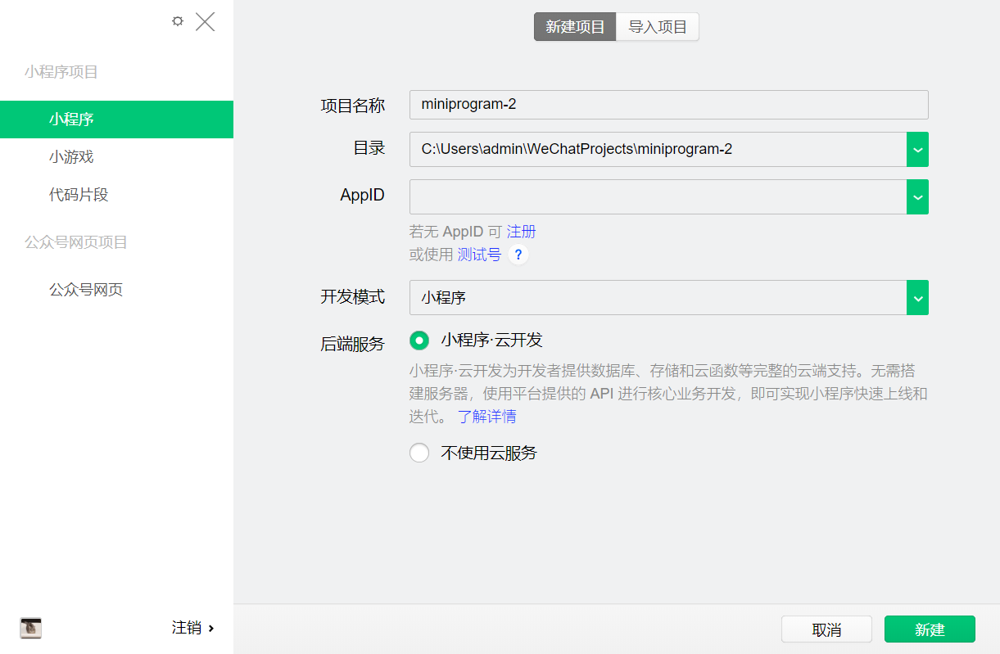 小程序项目
小程序
小游戏
代码片段
公众号网页项目
公众号网页
注销
新建项目 导入项目
项目名称 miniprogram-2
目录 C:\Users\admin\WeChatProjects\miniprogram-2
AppID
若无 AppID 可 注册
或使用 测试号 ?
开发模式 小程序
后端服务 小程序·云开发
小程序·云开发为开发者提供数据库、存储和云函数等完整的云端支持。无需搭
建服务器，使用平台提供的 API 进行核心业务开发，即可实现小程序快速上线和
迭代。 了解详情
不使用云服务
取消 新建